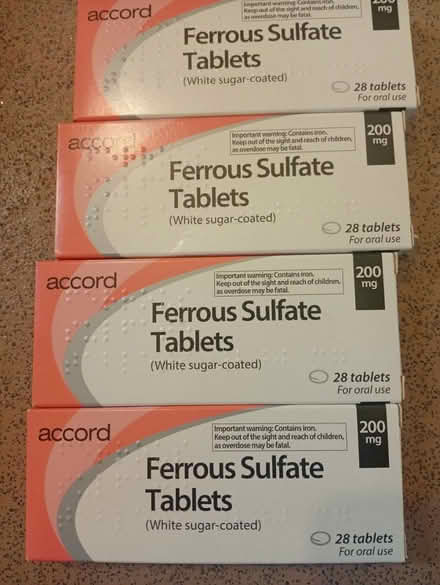 accord
Important warning: Contains iron.
Keep out of the sight and reach of children,
as overdose may be fatal.
200
mg
Ferrous Sulfate
Tablets
(White sugar-coated)
28 tablets
For oral use
accord
Important warning: Contains iron.
Keep out of the sight and reach of children,
as overdose may be fatal.
200
mg
Ferrous Sulfate
Tablets
(White sugar-coated)
28 tablets
For oral use
accord
Important warning: Contains iron.
Keep out of the sight and reach of children,
as overdose may be fatal.
200
mg
Ferrous Sulfate
Tablets
(White sugar-coated)
28 tablets
For oral use
accord
Important warning: Contains iron.
Keep out of the sight and reach of children,
as overdose may be fatal.
200
mg
Ferrous Sulfate
Tablets
(White sugar-coated)
28 tablets
For oral use